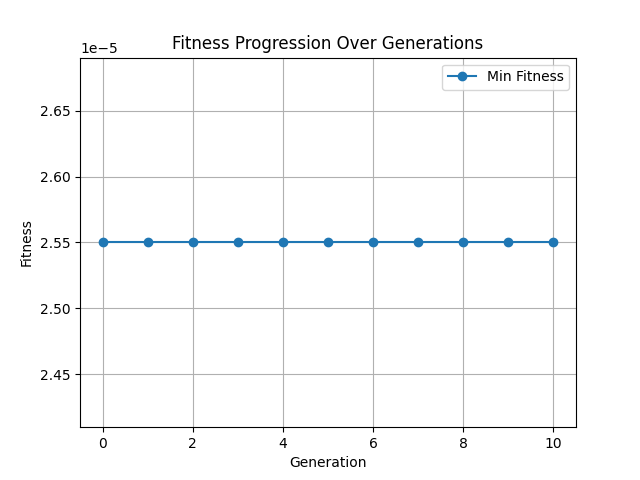 Fitness Progression Over Generations
1e−5
Min Fitness
2.65
2.60
2.55
2.50
2.45
Fitness
0 2 4 6 8 10
Generation